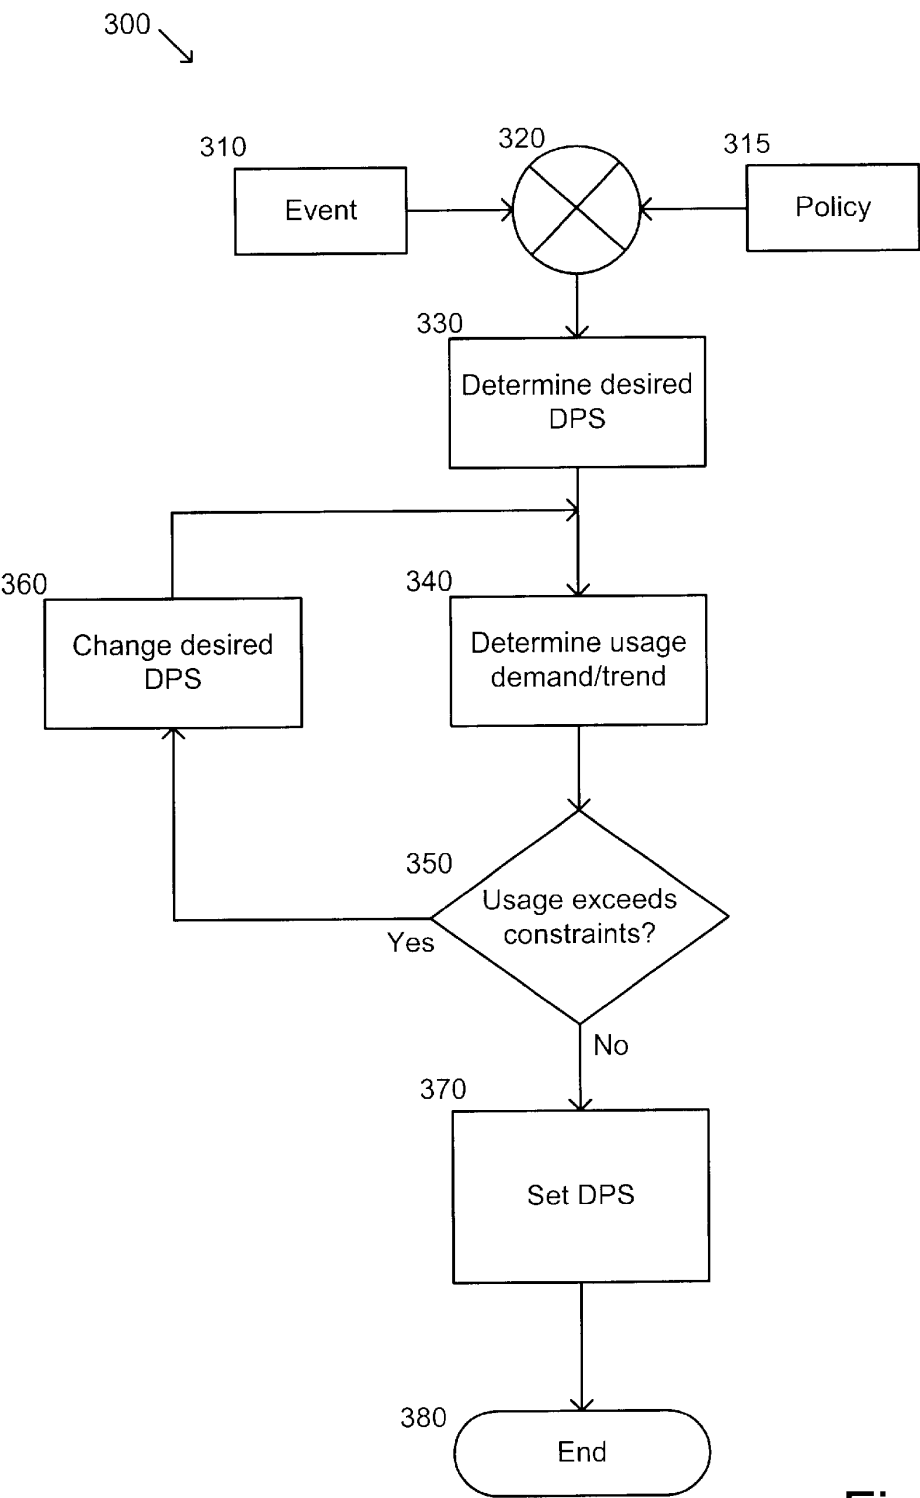 300
310
320
315
Event
Policy
330
Determine desired
DPS
360
340
Change desired
DPS
Determine usage
demand/trend
350
Usage exceeds
constraints?
Yes
No
370
Set DPS
380
End